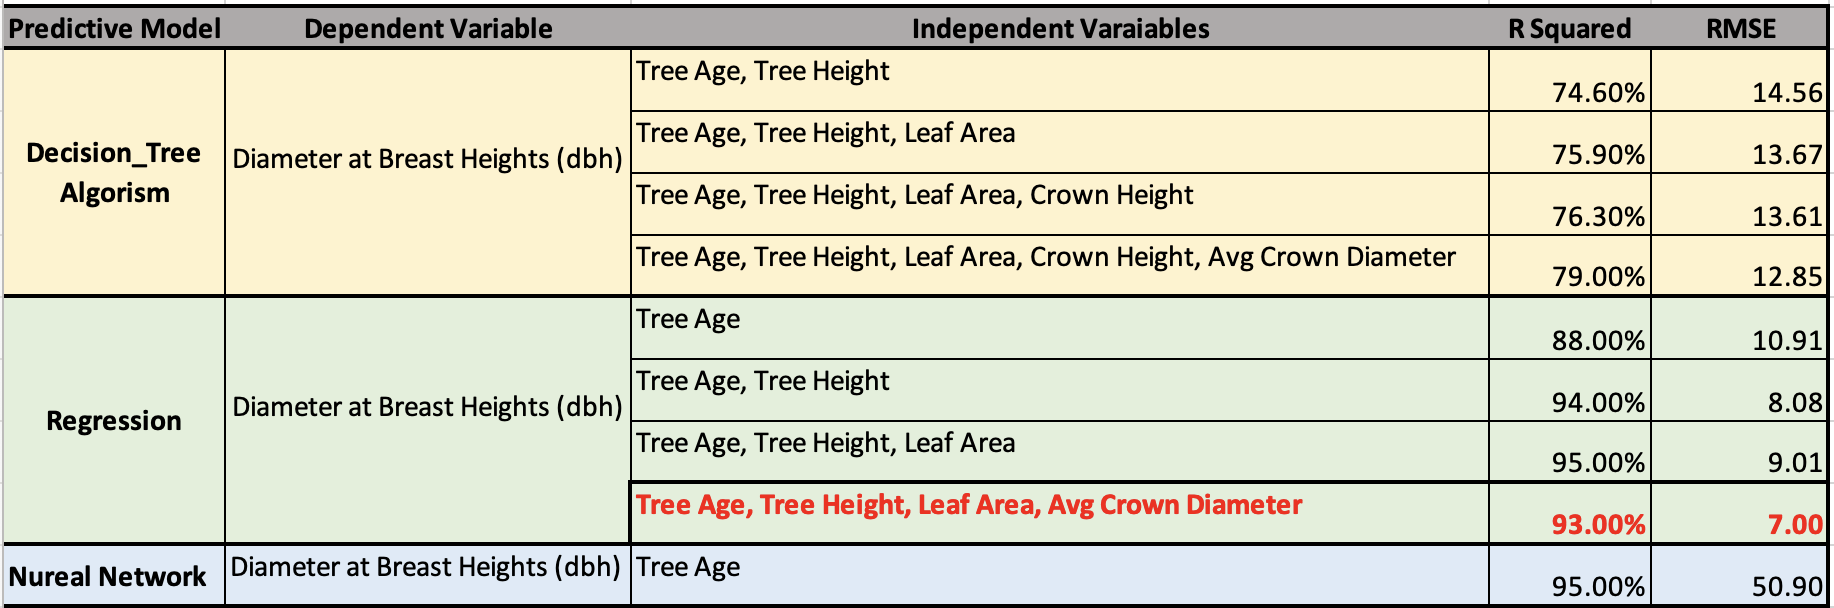 Predictive Model Dependent Variable Independent Varaiables R Squared RMSE
Decision_Tree
Algorism
Diameter at Breast Heights (dbh)
Tree Age, Tree Height 74.60% 14.56
Tree Age, Tree Height, Leaf Area 75.90% 13.67
Tree Age, Tree Height, Leaf Area, Crown Height 76.30% 13.61
Tree Age, Tree Height, Leaf Area, Crown Height, Avg Crown Diameter 79.00% 12.85
Regression
Diameter at Breast Heights (dbh)
Tree Age 88.00% 10.91
Tree Age, Tree Height 94.00% 8.08
Tree Age, Tree Height, Leaf Area 95.00% 9.01
Tree Age, Tree Height, Leaf Area, Avg Crown Diameter 93.00% 7.00
Nureal Network Diameter at Breast Heights (dbh) Tree Age 95.00% 50.90